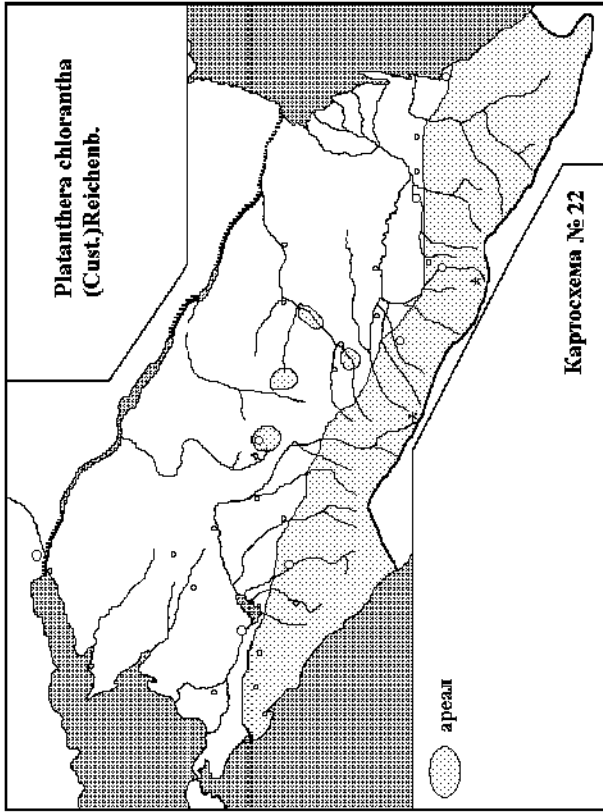 Platanthera chlorantha
(Cust.)Reichenb.
Картосхема № 22
ареал